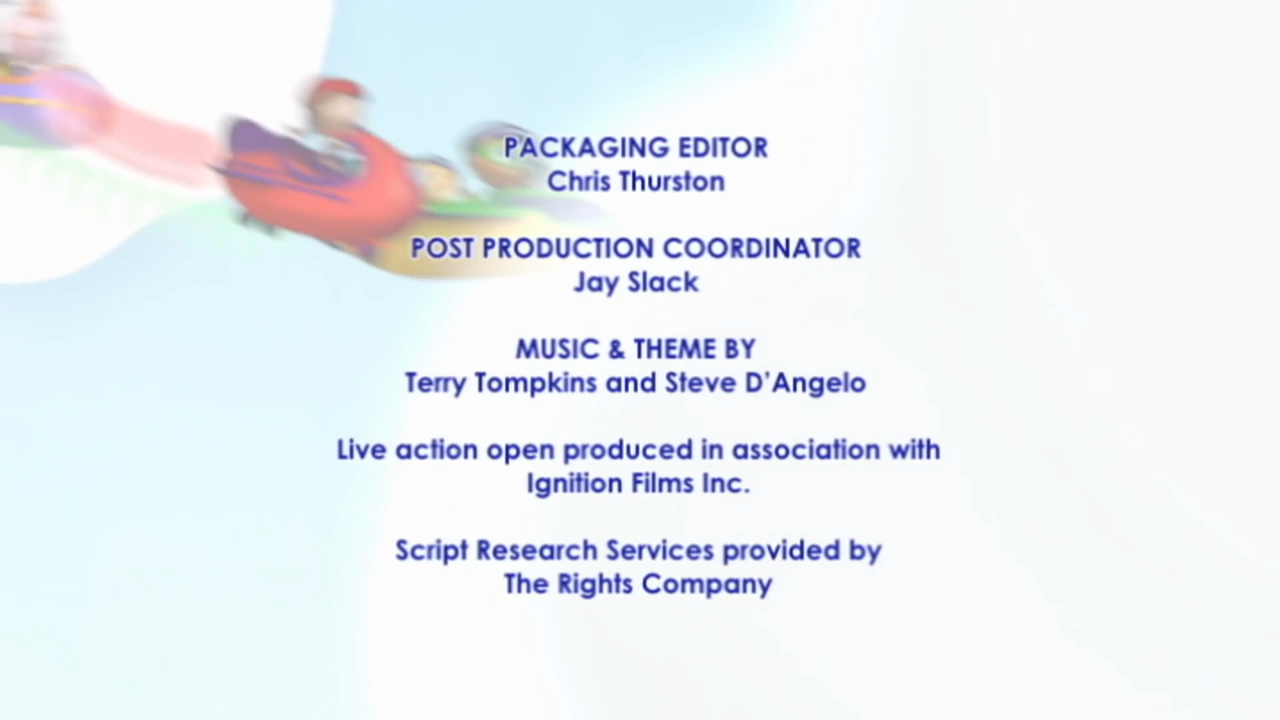 PACKAGING EDITOR
Chris Thurston
POST PRODUCTION COORDINATOR
Jay Slack
MUSIC & THEME BY
Terry Tompkins and Steve D’Angelo
Live action open produced in association with
Ignition Films Inc.
Script Research Services provided by
The Rights Company